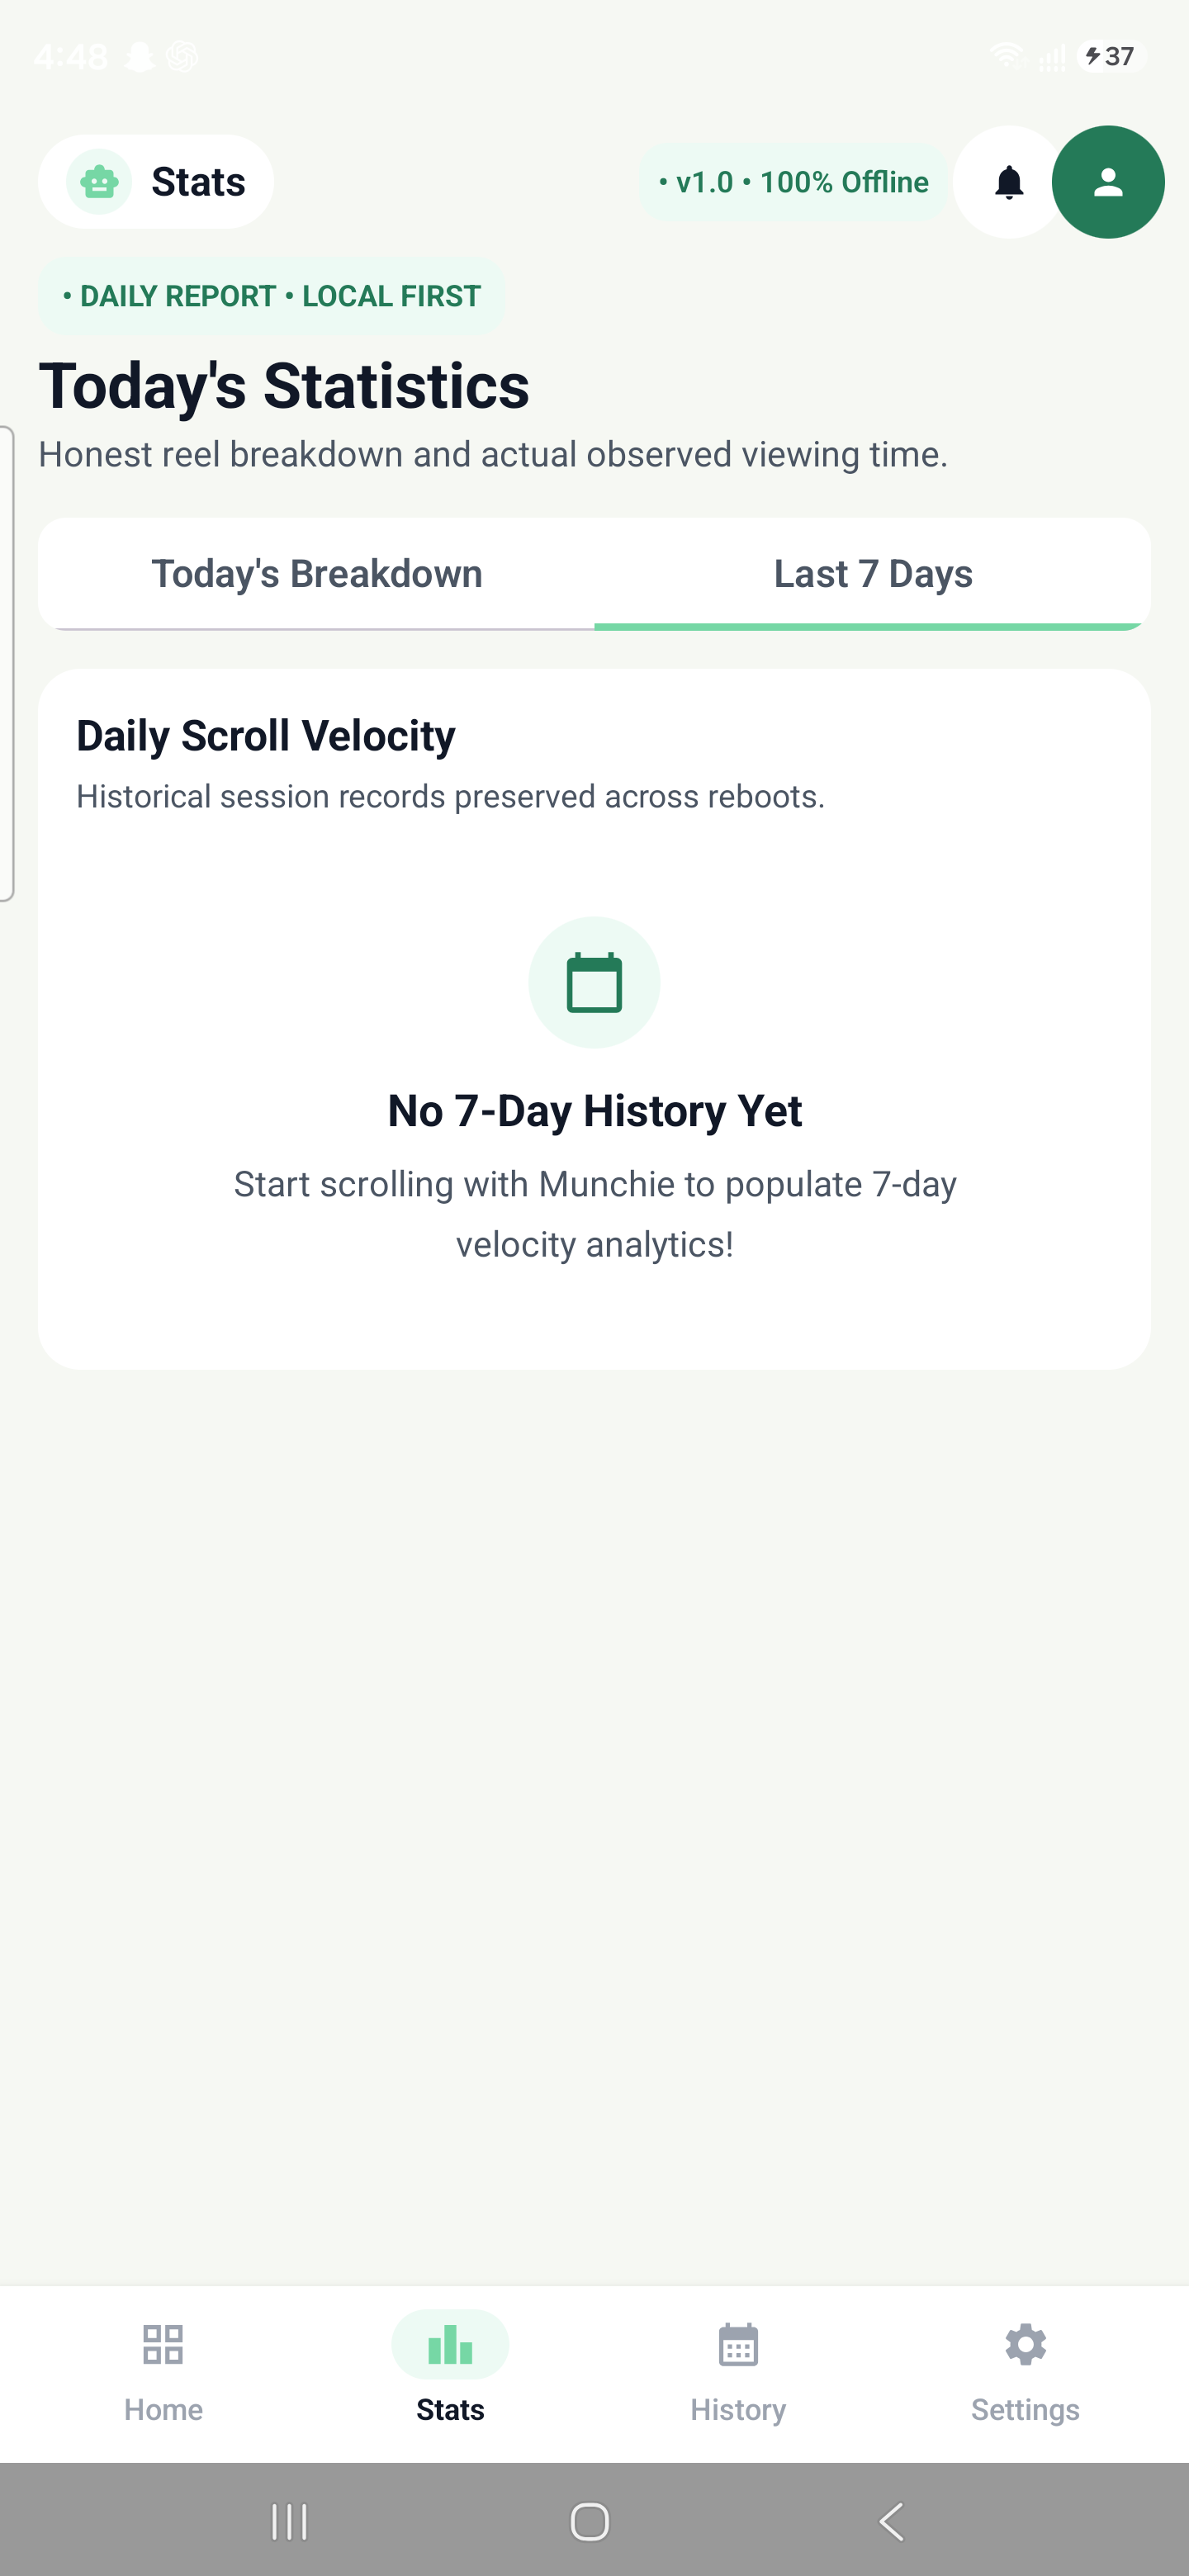 4:48
37
Stats
• v1.0 • 100% Offline
• DAILY REPORT • LOCAL FIRST
Today's Statistics
Honest reel breakdown and actual observed viewing time.
Today's Breakdown
Last 7 Days
Daily Scroll Velocity
Historical session records preserved across reboots.
No 7-Day History Yet
Start scrolling with Munchie to populate 7-day
velocity analytics!
Home
Stats
History
Settings